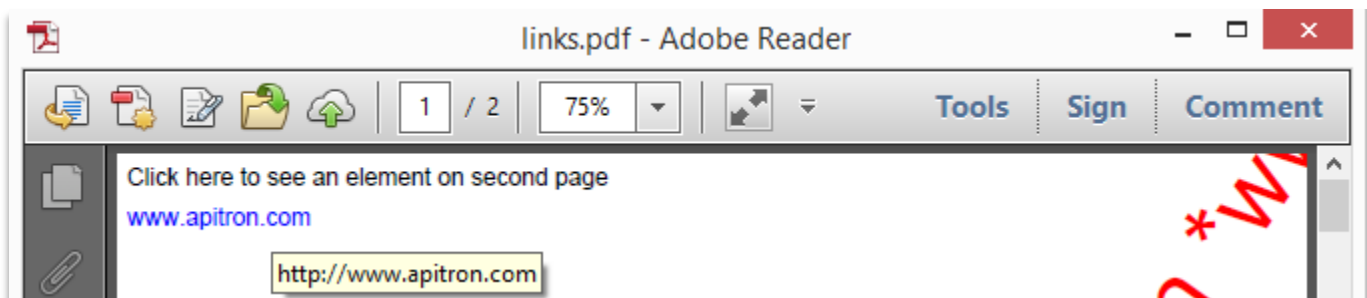 links.pdf - Adobe Reader
1 / 2 75% Tools Sign Comment
Click here to see an element on second page
www.apitron.com
http://www.apitron.com